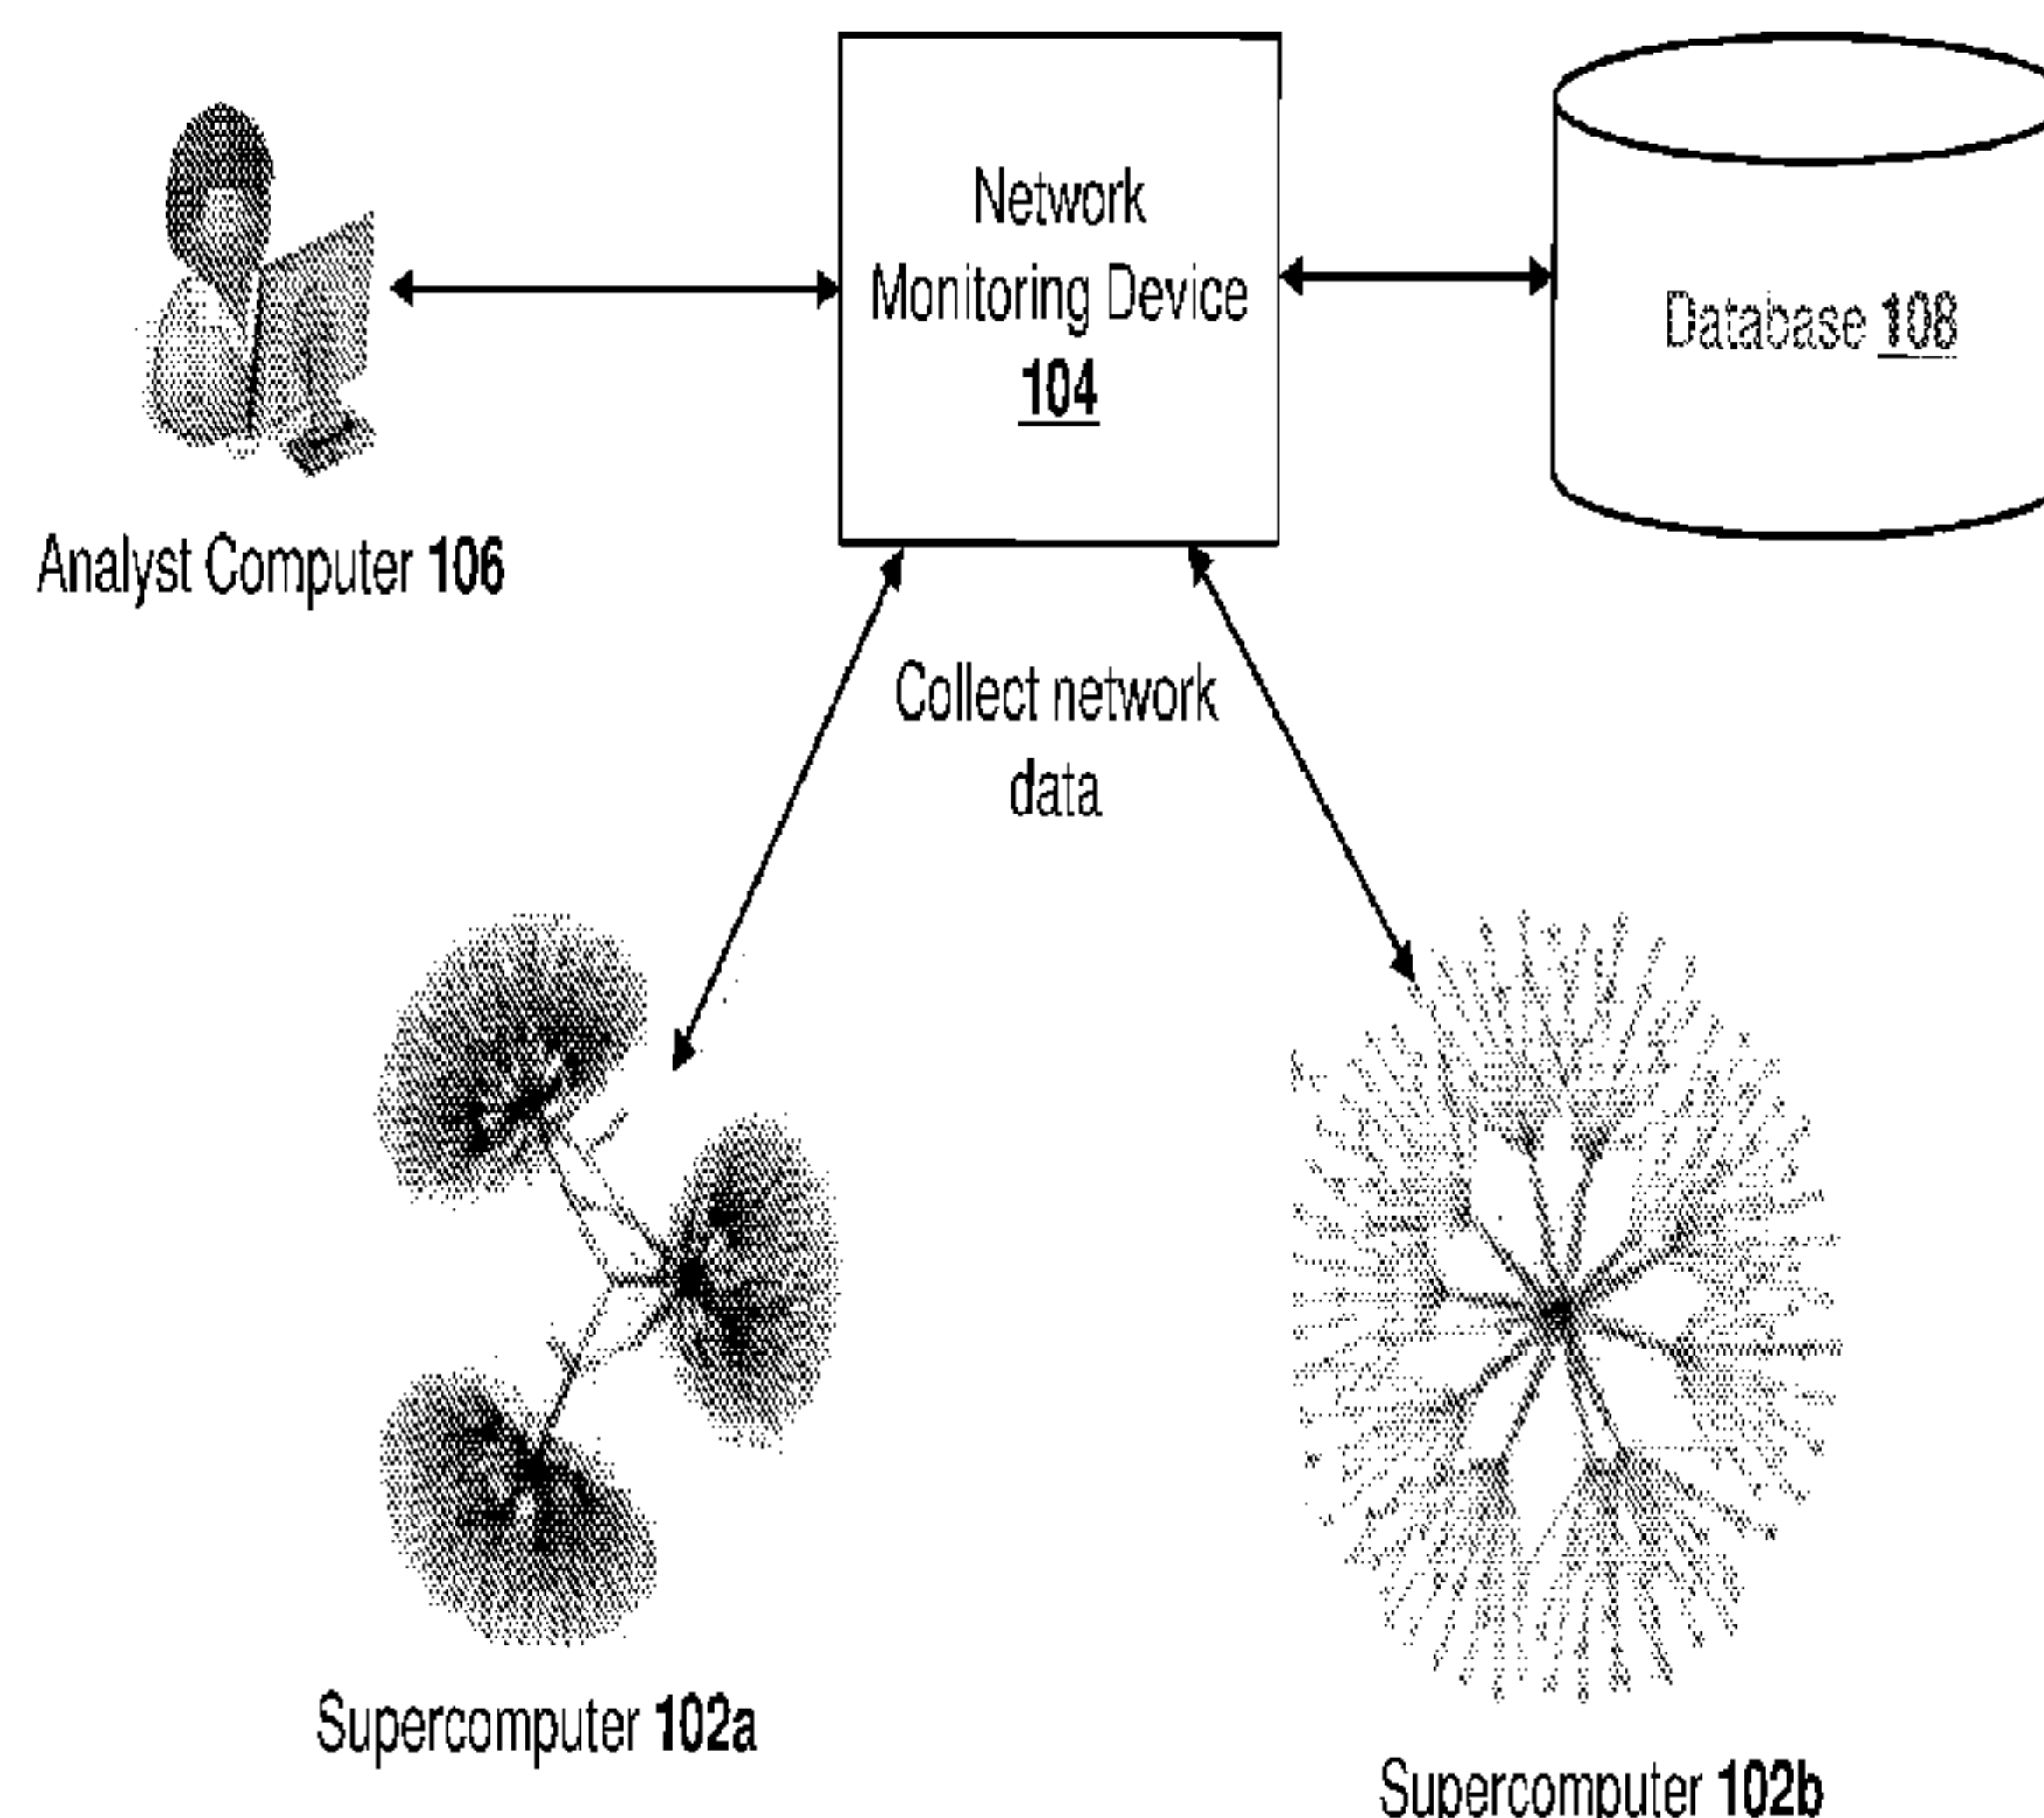 Network
Monitoring Device
104
Database 108
Analyst Computer 106
Collect network
data
Supercomputer 102a
Supercomputer 102b